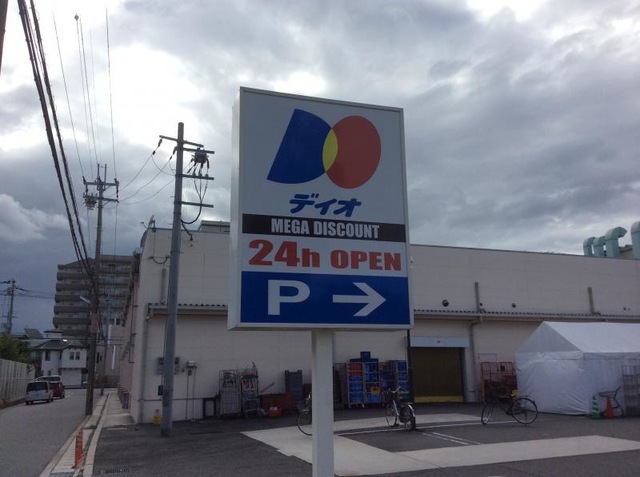 ディオ
MEGA DISCOUNT
24h OPEN
P →